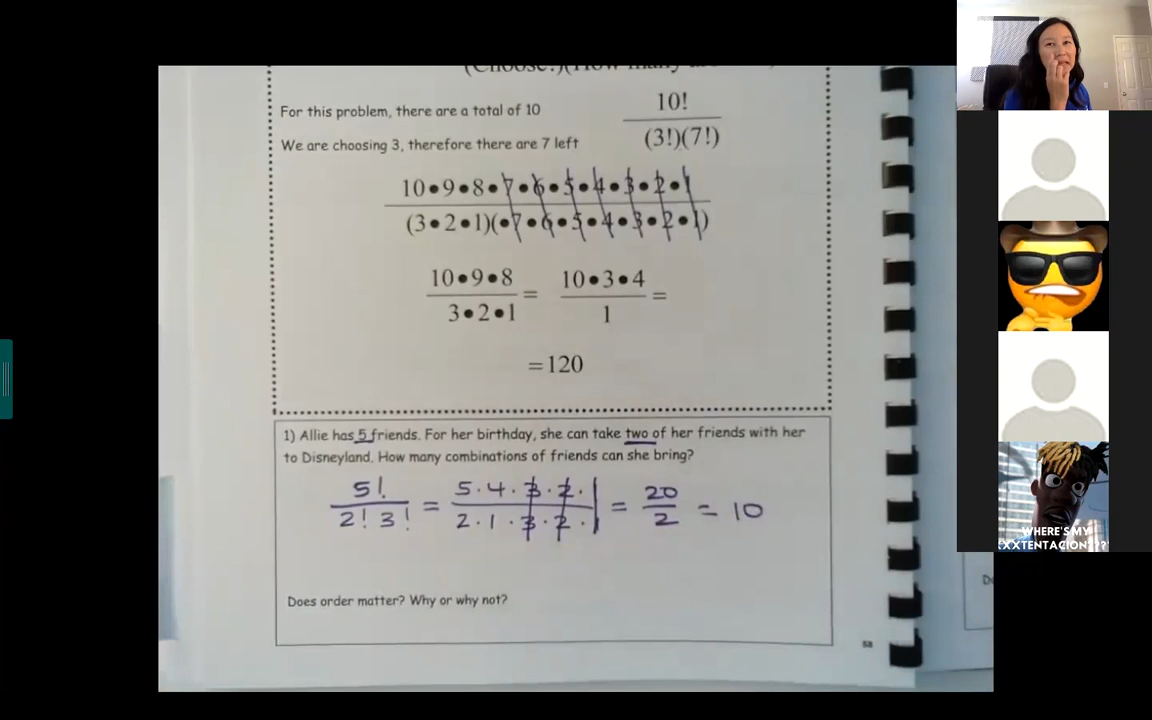 (Choose!)(How many
For this problem, there are a total of 10
10!
(3!)(7!)
We are choosing 3, therefore there are 7 left
10•9•8•7•6•5•4•3•2•1
(3•2•1)(•7•6•5•4•3•2•1)
10•9•8
3•2•1
=
10•3•4
1
=
=120
1) Allie has 5 friends. For her birthday, she can take two of her friends with her
to Disneyland. How many combinations of friends can she bring?
5!
2! 3!
=
5·4·3·2·1
2·1·3·2·1
=
20
2
= 10
Does order matter? Why or why not?
58
WHERE'S MY
XXXTENTACION????